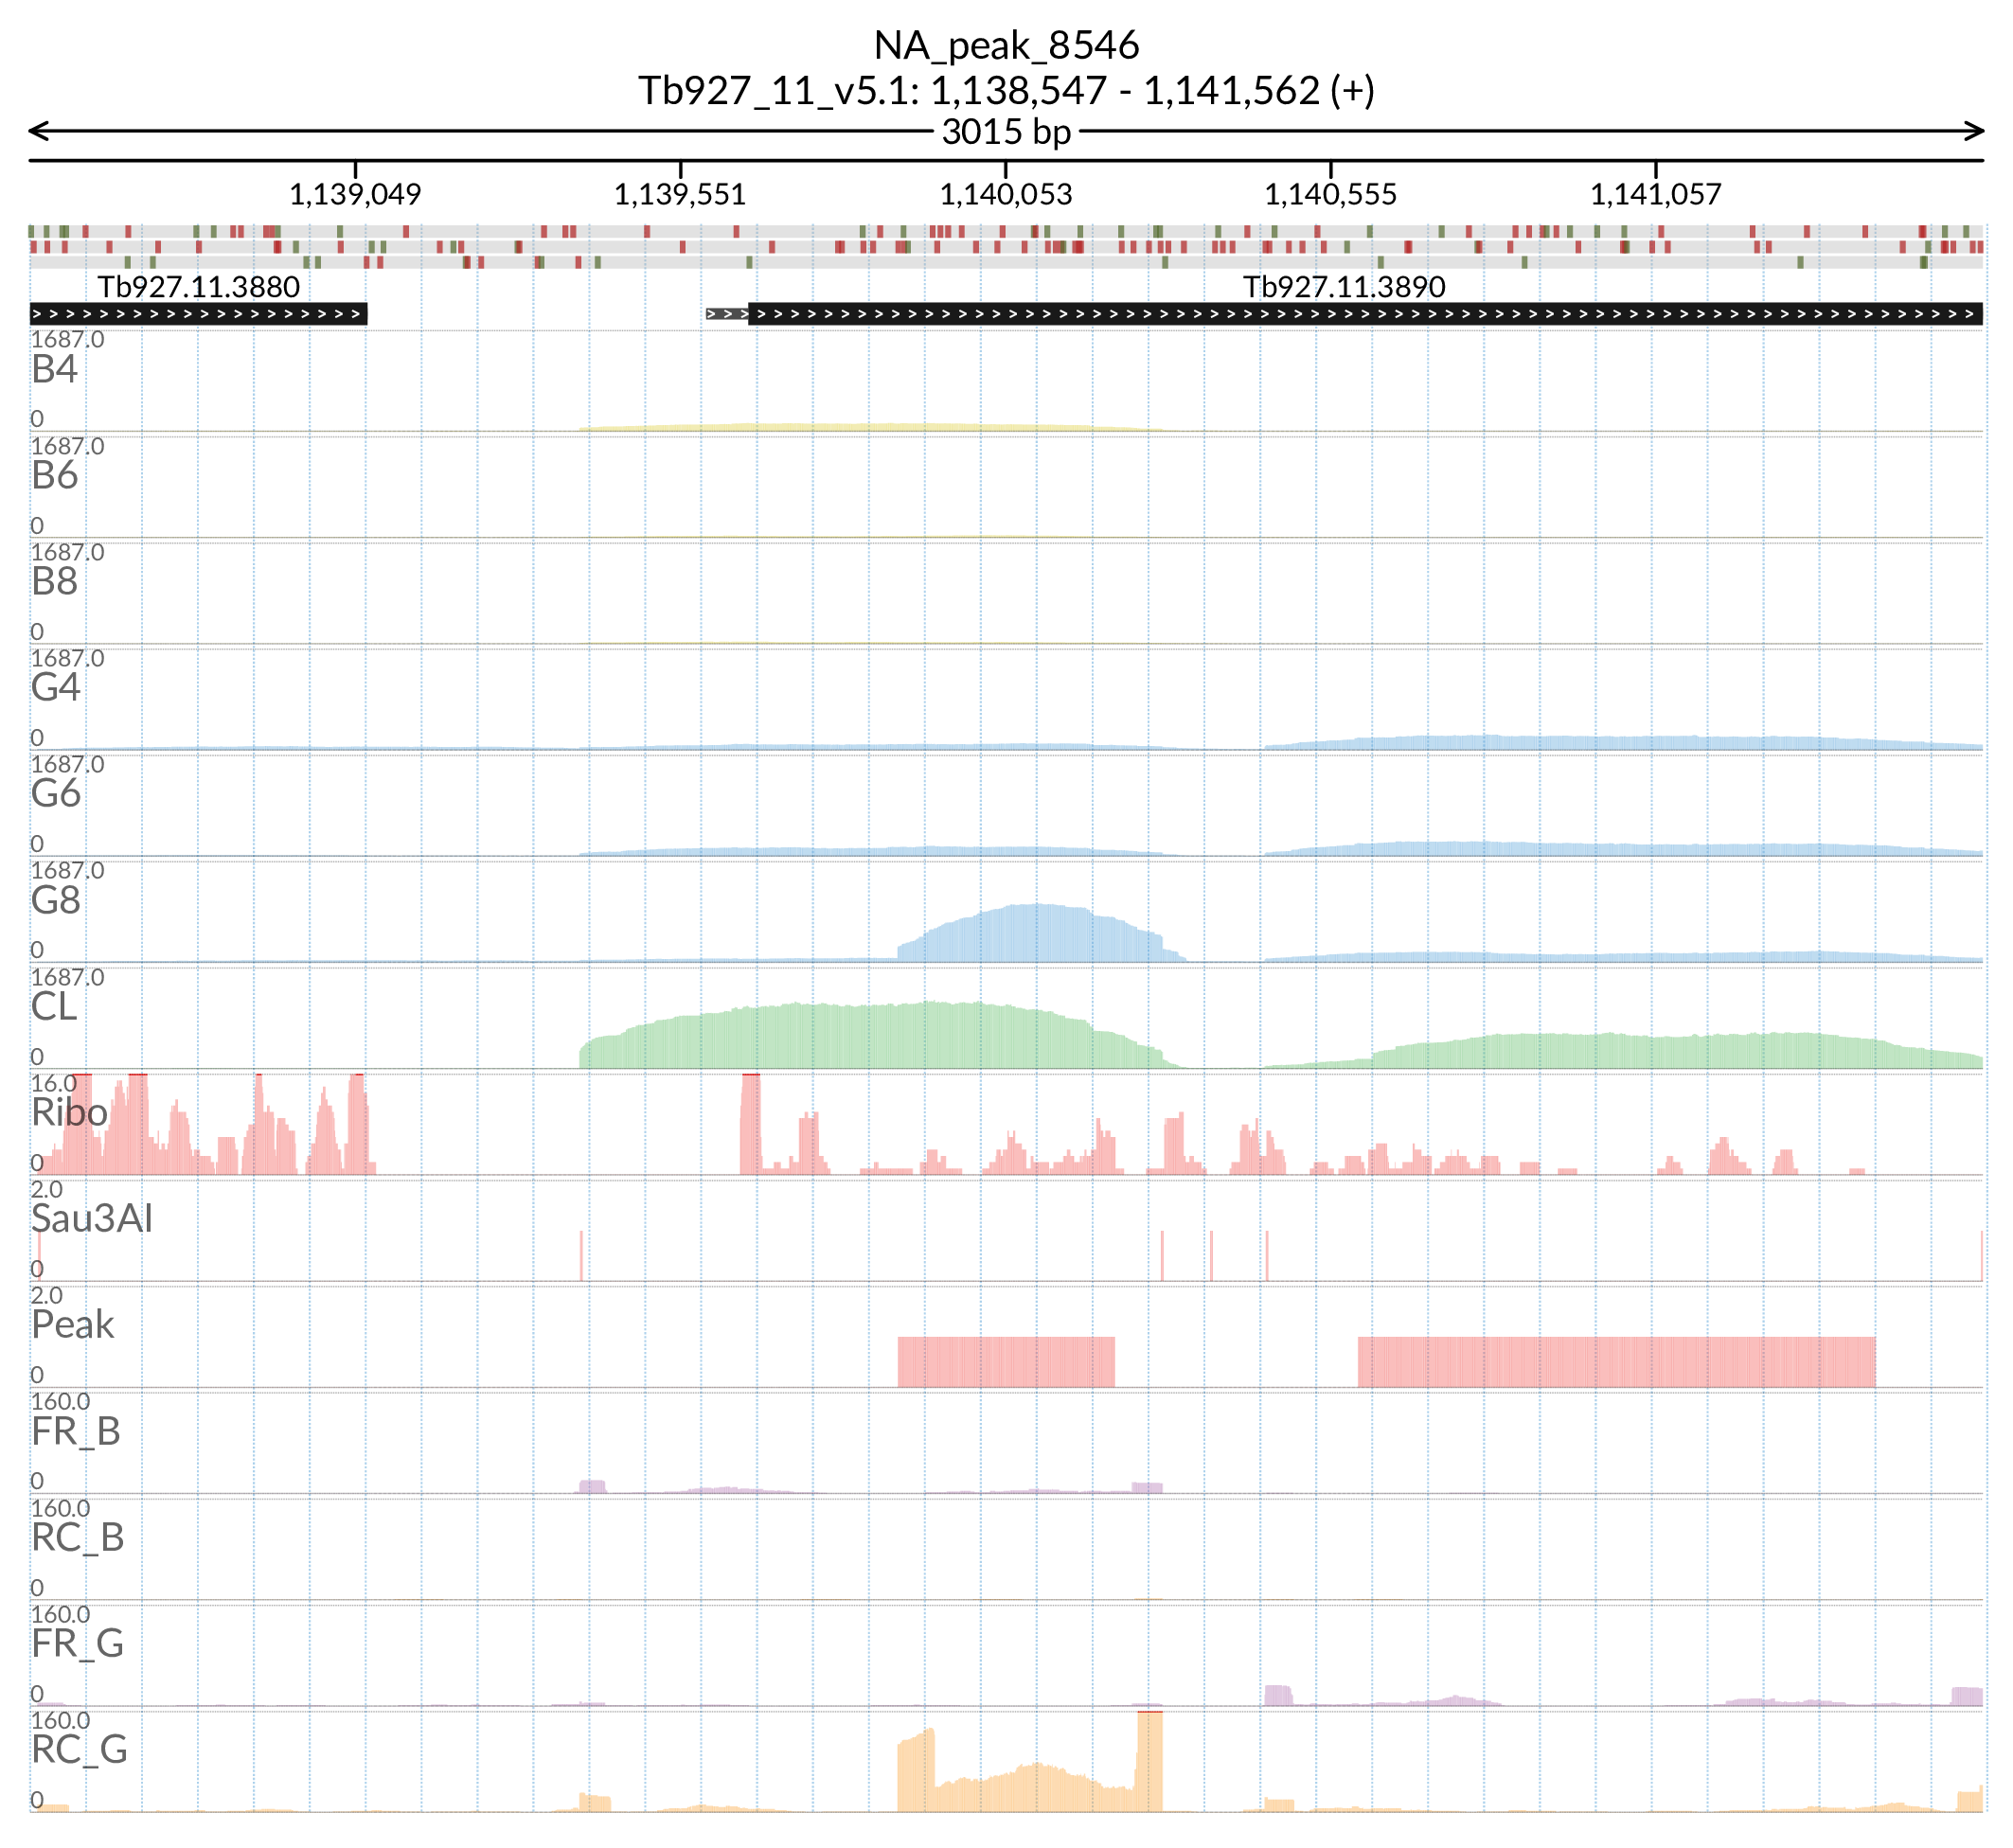 NA_peak_8546
Tb927_11_v5.1: 1,138,547 - 1,141,562 (+)
3015 bp
1,139,049 1,139,551 1,140,053 1,140,555 1,141,057
Tb927.11.3880 Tb927.11.3890
1687.0
B4
0
1687.0
B6
0
1687.0
B8
0
1687.0
G4
0
1687.0
G6
0
1687.0
G8
0
1687.0
CL
0
16.0
Ribo
0
2.0
Sau3AI
0
2.0
Peak
0
160.0
FR_B
0
160.0
RC_B
0
160.0
FR_G
0
160.0
RC_G
0